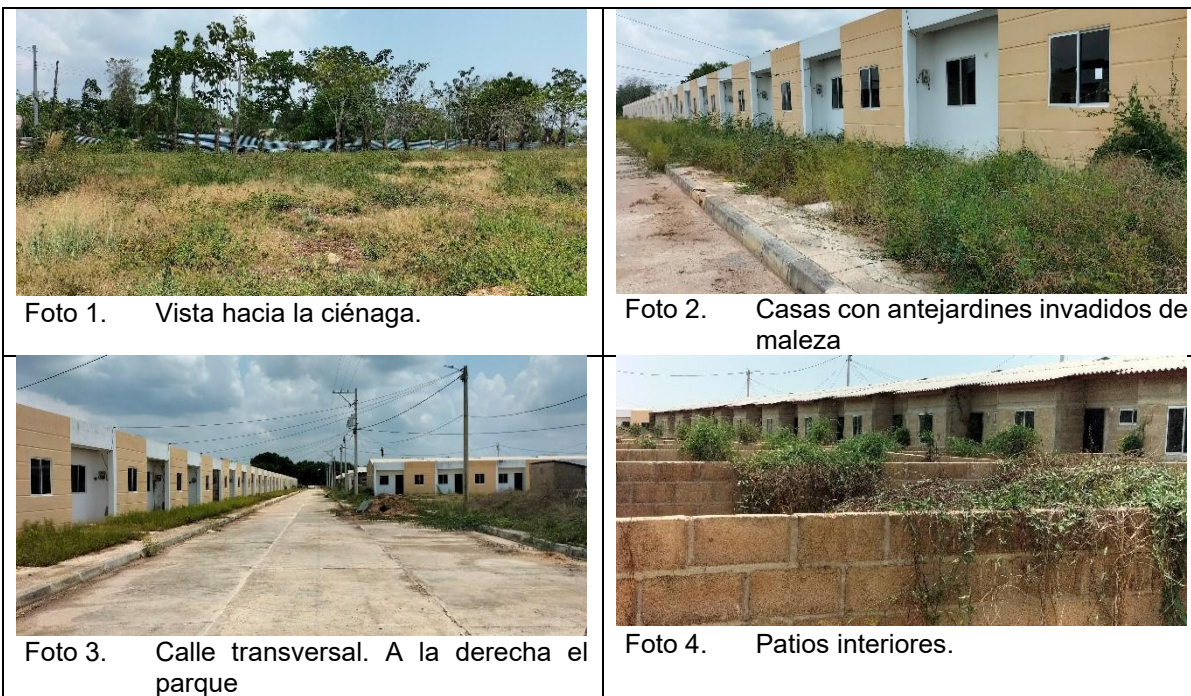 Foto 1. Vista hacia la ciénaga.
Foto 2. Casas con antejardines invadidos de
maleza
Foto 3. Calle transversal. A la derecha el
parque
Foto 4. Patios interiores.